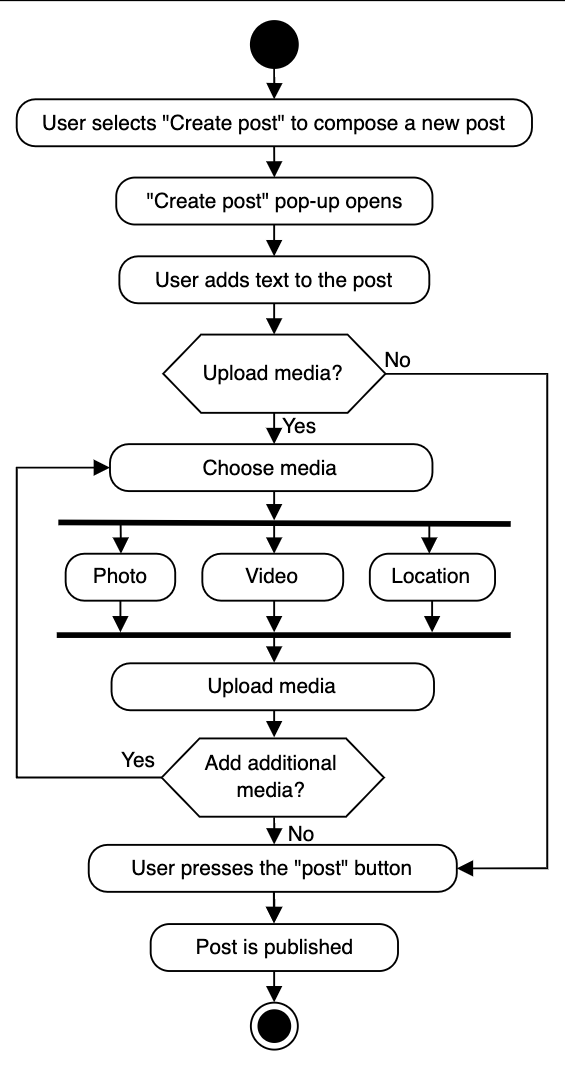 User selects "Create post" to compose a new post
"Create post" pop-up opens
User adds text to the post
Upload media?
No
Yes
Choose media
Photo
Video
Location
Upload media
Yes
Add additional
media?
No
User presses the "post" button
Post is published